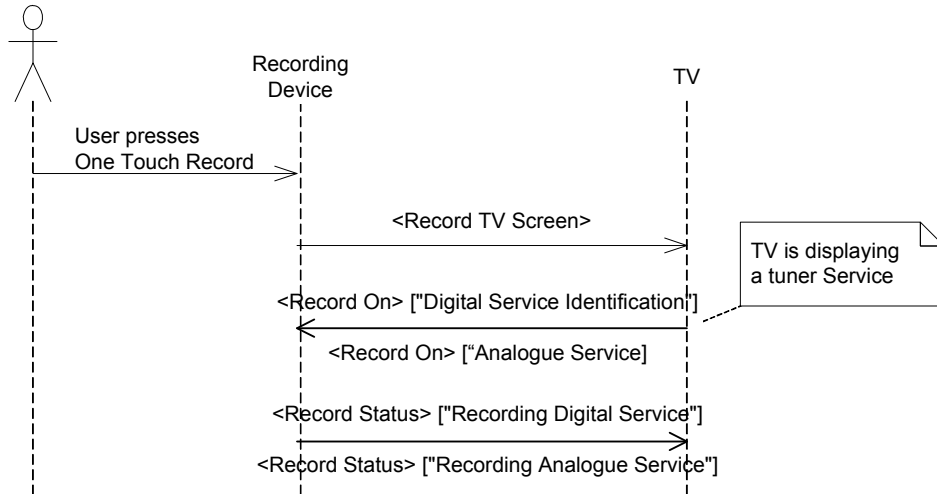 Recording
Device
TV
User presses
One Touch Record
<Record TV Screen>
TV is displaying
a tuner Service
<Record On> ["Digital Service Identification"]
<Record On> [“Analogue Service]
<Record Status> ["Recording Digital Service"]
<Record Status> ["Recording Analogue Service"]